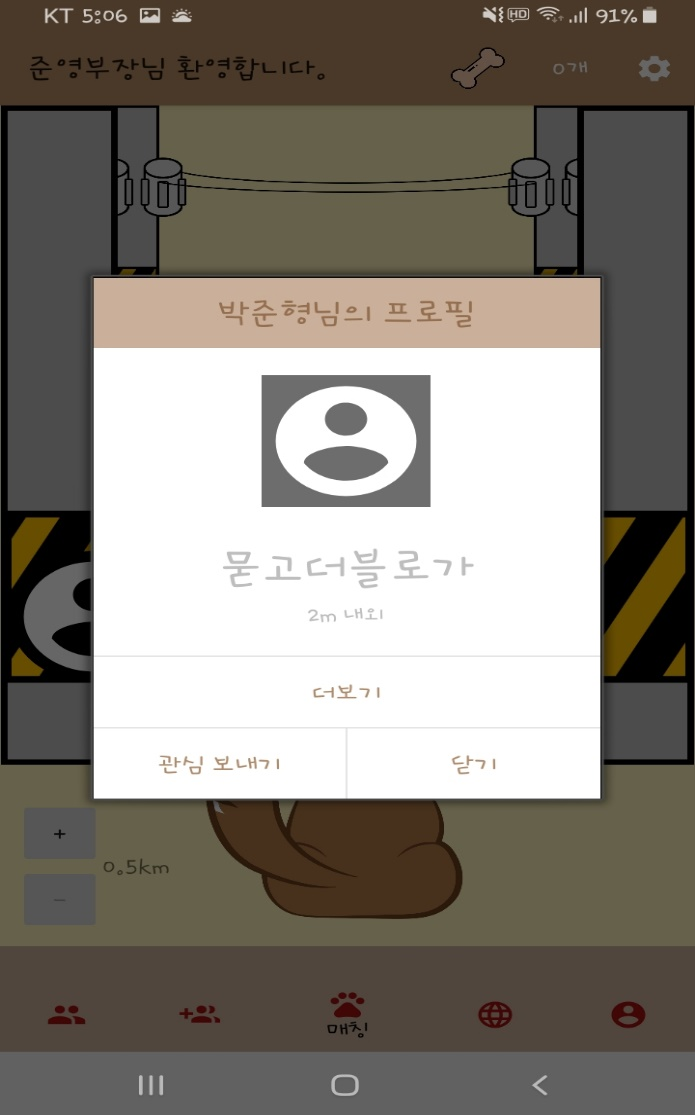 KT 5:06 HD 91%
준영부장님 환영합니다. 0개
박준형님의 프로필
묻고더블로가
2m 내외
더보기
관심 보내기 닫기
+
0.5km
-
매칭